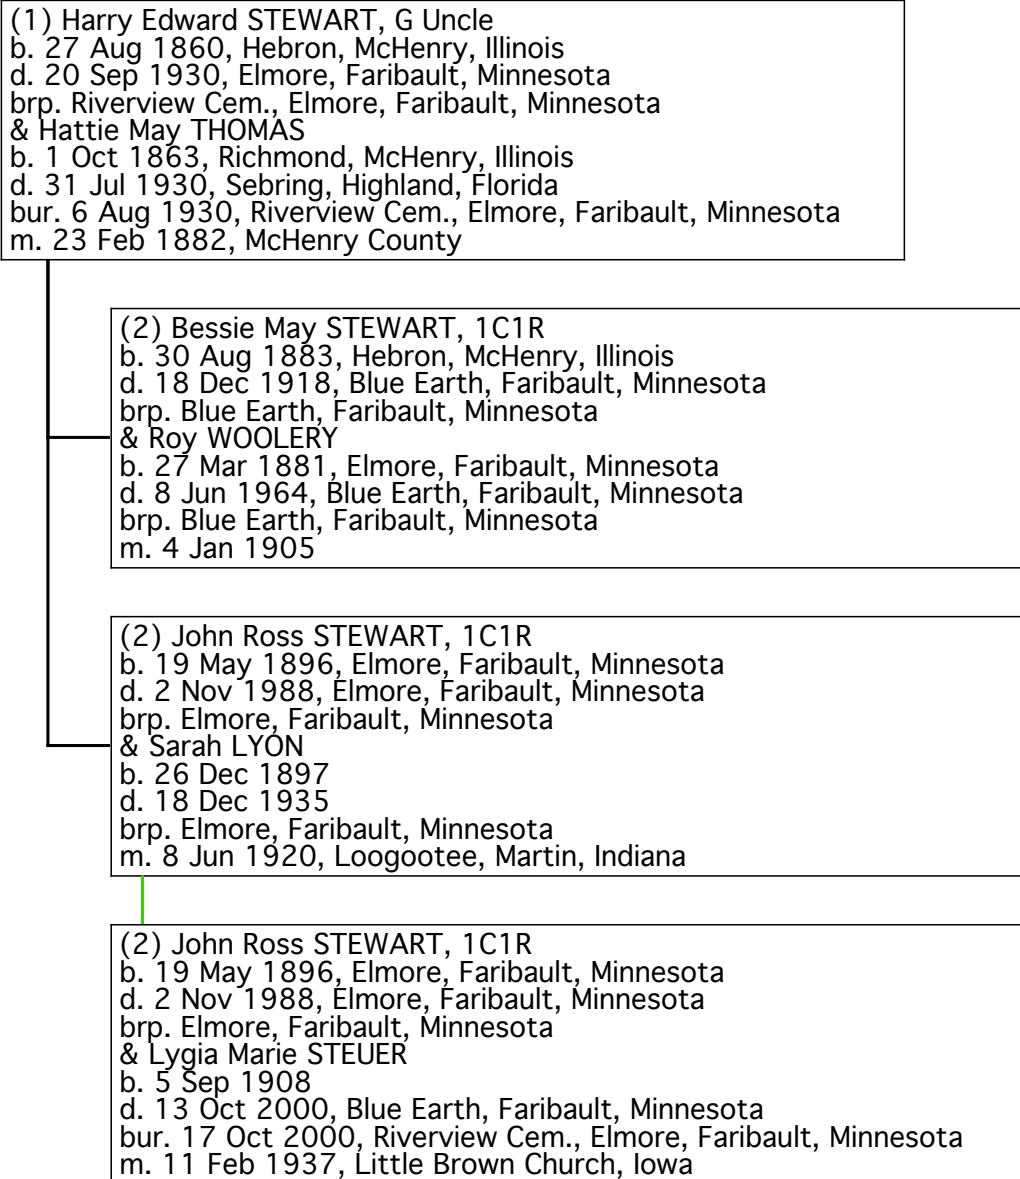 (1) Harry Edward STEWART, G Uncle
b. 27 Aug 1860, Hebron, McHenry, Illinois
d. 20 Sep 1930, Elmore, Faribault, Minnesota
brp. Riverview Cem., Elmore, Faribault, Minnesota
& Hattie May THOMAS
b. 1 Oct 1863, Richmond, McHenry, Illinois
d. 31 Jul 1930, Sebring, Highland, Florida
bur. 6 Aug 1930, Riverview Cem., Elmore, Faribault, Minnesota
m. 23 Feb 1882, McHenry County
(2) Bessie May STEWART, 1C1R
b. 30 Aug 1883, Hebron, McHenry, Illinois
d. 18 Dec 1918, Blue Earth, Faribault, Minnesota
brp. Blue Earth, Faribault, Minnesota
& Roy WOOLERY
b. 27 Mar 1881, Elmore, Faribault, Minnesota
d. 8 Jun 1964, Blue Earth, Faribault, Minnesota
brp. Blue Earth, Faribault, Minnesota
m. 4 Jan 1905
(2) John Ross STEWART, 1C1R
b. 19 May 1896, Elmore, Faribault, Minnesota
d. 2 Nov 1988, Elmore, Faribault, Minnesota
brp. Elmore, Faribault, Minnesota
& Sarah LYON
b. 26 Dec 1897
d. 18 Dec 1935
brp. Elmore, Faribault, Minnesota
m. 8 Jun 1920, Loogootee, Martin, Indiana
(2) John Ross STEWART, 1C1R
b. 19 May 1896, Elmore, Faribault, Minnesota
d. 2 Nov 1988, Elmore, Faribault, Minnesota
brp. Elmore, Faribault, Minnesota
& Lygia Marie STEUER
b. 5 Sep 1908
d. 13 Oct 2000, Blue Earth, Faribault, Minnesota
bur. 17 Oct 2000, Riverview Cem., Elmore, Faribault, Minnesota
m. 11 Feb 1937, Little Brown Church, Iowa